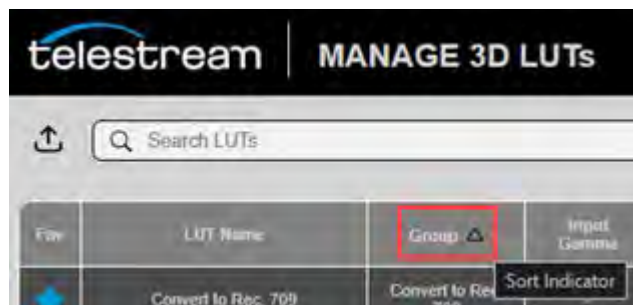 telestream
MANAGE 3D LUTs
Search LUTs
Fav
LUT Name
Group
Input
Gamma
Convert to Rec. 709
Convert to Rec
Sort Indicator